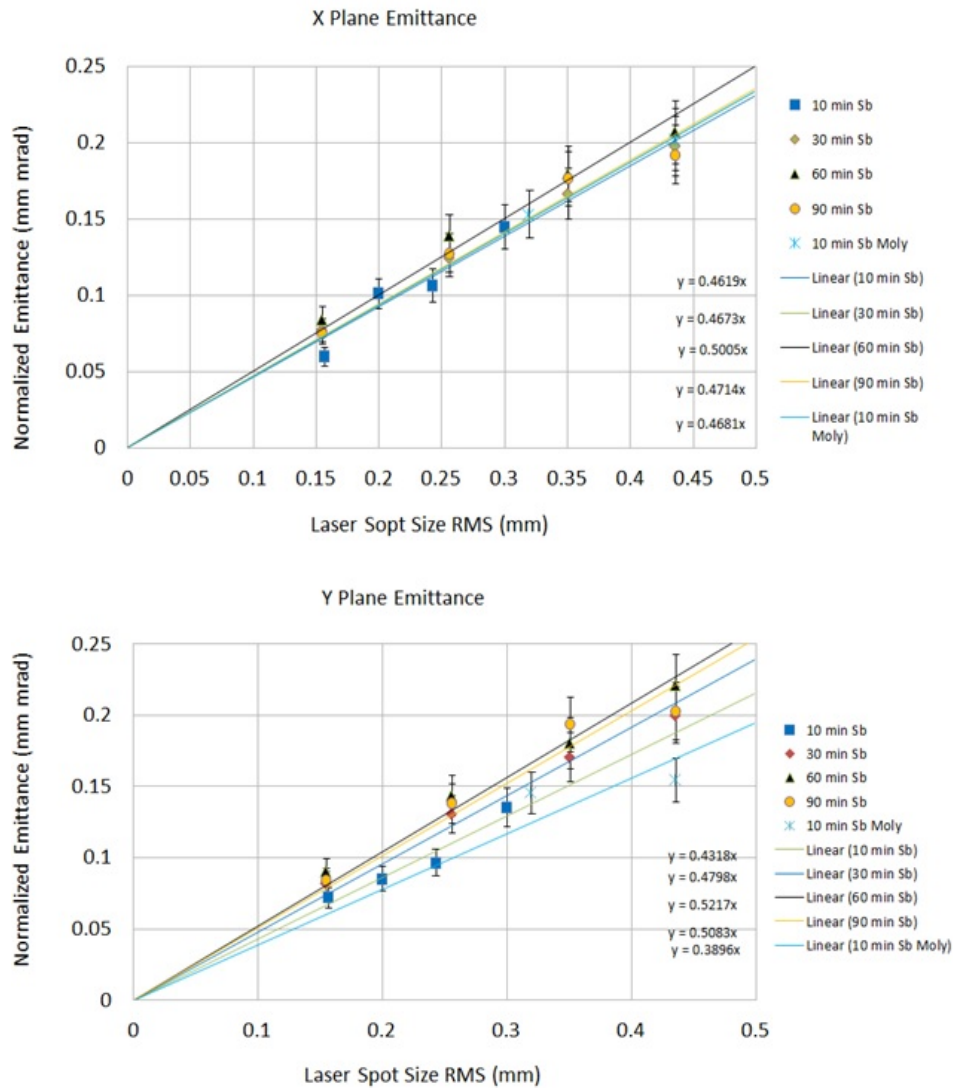 X Plane Emittance
0.25
0.2
0.15
0.1
0.05
0
Normalized Emittance (mm mrad)
0 0.05 0.1 0.15 0.2 0.25 0.3 0.35 0.4 0.45 0.5
Laser Sopt Size RMS (mm)
y = 0.4619x
y = 0.4673x
y = 0.5005x
y = 0.4714x
y = 0.4681x
10 min Sb
30 min Sb
60 min Sb
90 min Sb
10 min Sb Moly
Linear (10 min Sb)
Linear (30 min Sb)
Linear (60 min Sb)
Linear (90 min Sb)
Linear (10 min Sb
Moly)
Y Plane Emittance
0.25
0.2
0.15
0.1
0.05
0
Normalized Emittance (mm mrad)
0 0.1 0.2 0.3 0.4 0.5
Laser Spot Size RMS (mm)
y = 0.4318x
y = 0.4798x
y = 0.5217x
y = 0.5083x
y = 0.3896x
10 min Sb
30 min Sb
60 min Sb
90 min Sb
10 min Sb Moly
Linear (10 min Sb)
Linear (30 min Sb)
Linear (60 min Sb)
Linear (90 min Sb)
Linear (10 min Sb Moly)